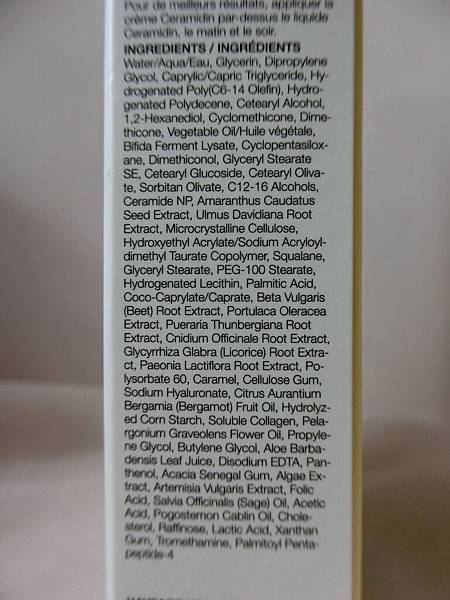 Pour de meilleurs résultats, appliquer la
crème Ceramidin par-dessus le liquide
Ceramidin, le matin et le soir.
INGREDIENTS / INGRÉDIENTS
Water/Aqua/Eau, Glycerin, Dipropylene
Glycol, Caprylic/Capric Triglyceride, Hy-
drogenated Poly(C6-14 Olefin), Hydro-
genated Polydecene, Cetearyl Alcohol,
1,2-Hexanediol, Cyclomethicone, Dime-
thicone, Vegetable Oil/Huile végétale,
Bifida Ferment Lysate, Cyclopentasilox-
ane, Dimethiconol, Glyceryl Stearate
SE, Cetearyl Glucoside, Cetearyl Oliva-
te, Sorbitan Olivate, C12-16 Alcohols,
Ceramide NP, Amaranthus Caudatus
Seed Extract, Ulmus Davidiana Root
Extract, Microcrystalline Cellulose,
Hydroxyethyl Acrylate/Sodium Acryloyl-
dimethyl Taurate Copolymer, Squalane,
Glyceryl Stearate, PEG-100 Stearate,
Hydrogenated Lecithin, Palmitic Acid,
Coco-Caprylate/Caprate, Beta Vulgaris
(Beet) Root Extract, Portulaca Oleracea
Extract, Pueraria Thunbergiana Root
Extract, Cnidium Officinale Root Extract,
Glycyrrhiza Glabra (Licorice) Root Extra-
ct, Paeonia Lactiflora Root Extract, Po-
lysorbate 60, Caramel, Cellulose Gum,
Sodium Hyaluronate, Citrus Aurantium
Bergamia (Bergamot) Fruit Oil, Hydrolyz-
ed Corn Starch, Soluble Collagen, Pela-
rgonium Graveolens Flower Oil, Propyle-
ne Glycol, Butylene Glycol, Aloe Barba-
densis Leaf Juice, Disodium EDTA, Pan-
thenol, Acacia Senegal Gum, Algae Ex-
tract, Artemisia Vulgaris Extract, Folic
Acid, Salvia Officinalis (Sage) Oil, Acetic
Acid, Pogostemon Cablin Oil, Chole-
sterol, Raffinose, Lactic Acid, Xanthan
Gum, Tromethamine, Palmitoyl Penta-
peptide-4